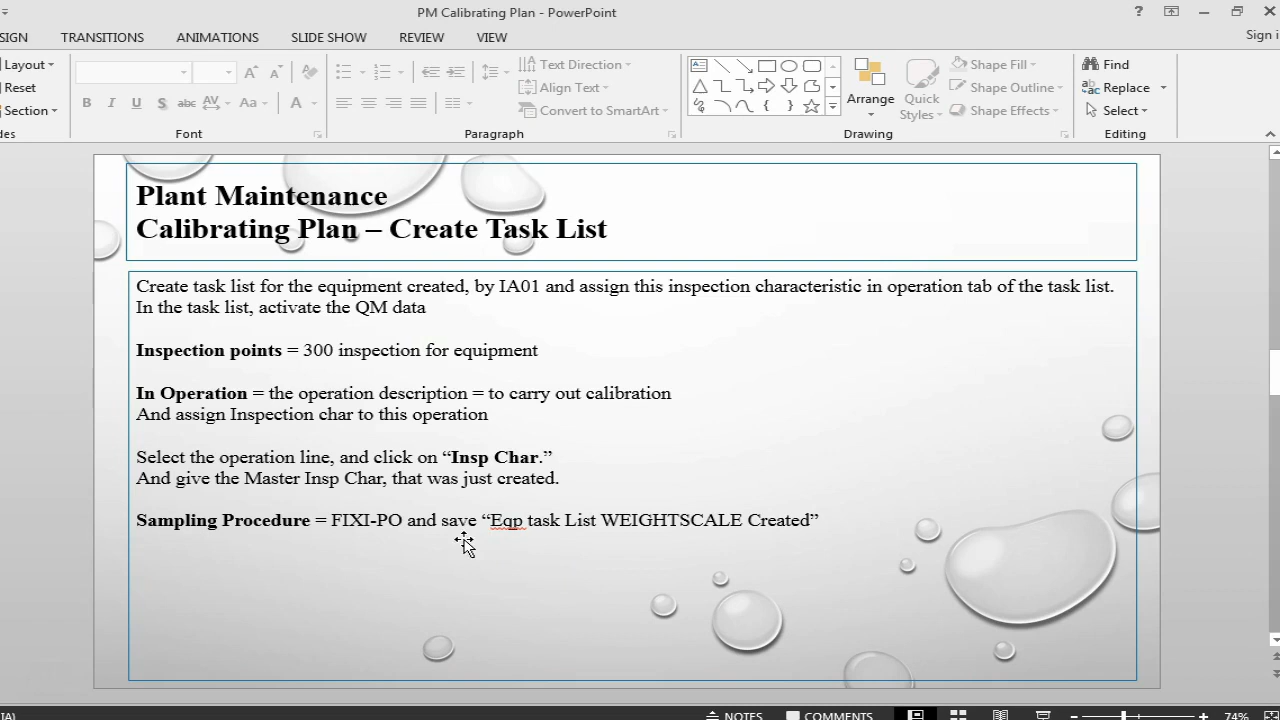 PM Calibrating Plan - PowerPoint
?
SIGN TRANSITIONS ANIMATIONS SLIDE SHOW REVIEW VIEW Sign i
Layout
Reset
Section
des
B I U S abc AV Aa A
Font
Text Direction
Align Text
Convert to SmartArt
Paragraph
Arrange
Quick
Styles
Shape Fill
Shape Outline
Shape Effects
Drawing
Find
Replace
Select
Editing
Plant Maintenance
Calibrating Plan – Create Task List
Create task list for the equipment created, by IA01 and assign this inspection characteristic in operation tab of the task list.
In the task list, activate the QM data
Inspection points = 300 inspection for equipment
In Operation = the operation description = to carry out calibration
And assign Inspection char to this operation
Select the operation line, and click on “Insp Char.”
And give the Master Insp Char, that was just created.
Sampling Procedure = FIXI-PO and save “Eqp task List WEIGHTSCALE Created”
IA)
NOTES COMMENTS 74%